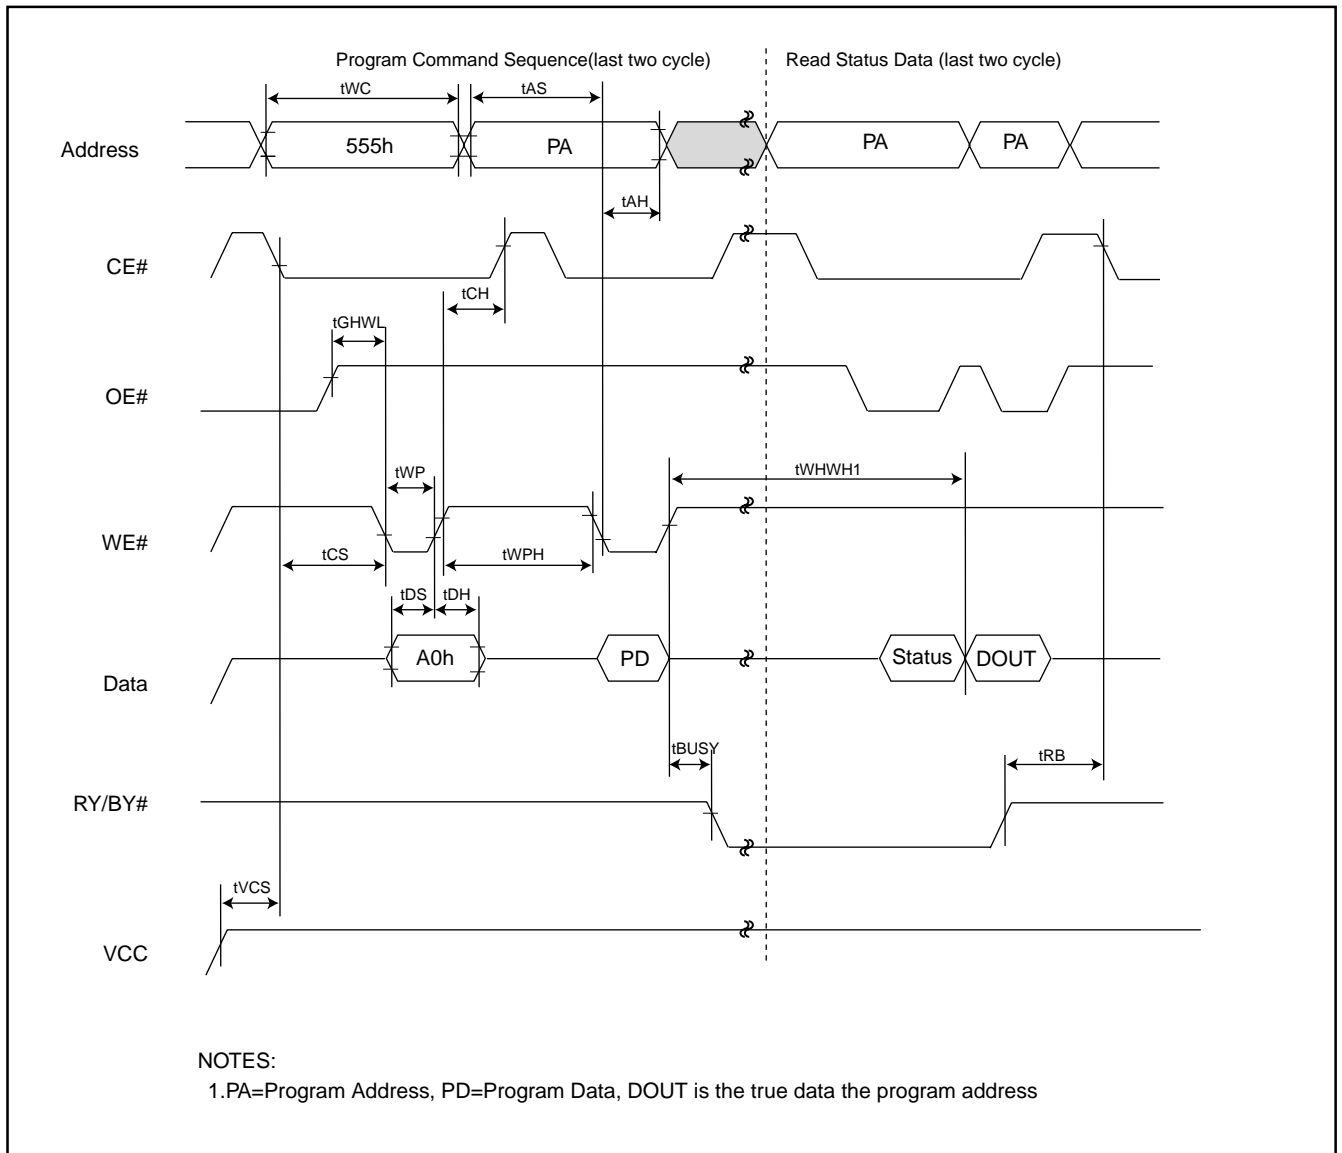 Program Command Sequence(last two cycle)
Read Status Data (last two cycle)
tWC
tAS
Address
555h
PA
PA
PA
tAH
CE#
tCH
tGHWL
OE#
tWP
tWHWH1
WE#
tCS
tWPH
tDS
tDH
Data
A0h
PD
Status
DOUT
tBUSY
tRB
RY/BY#
tVCS
VCC
NOTES:
1.PA=Program Address, PD=Program Data, DOUT is the true data the program address